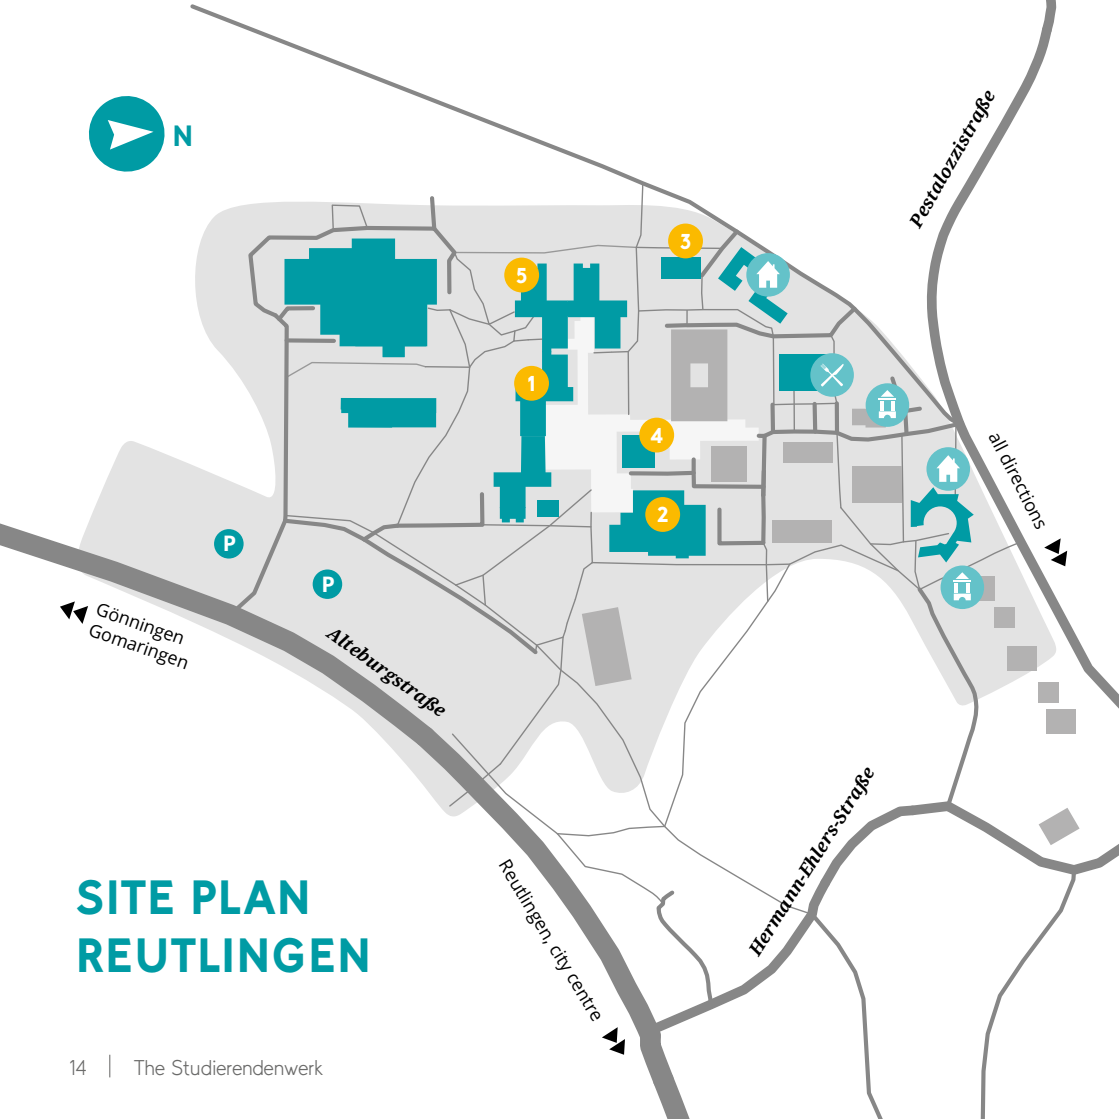 N
Pestalozzistraße
3
5
1
4
2
all directions
P
P
Gönningen
Gomaringen
Alteburgstraße
Hermann-Ehlers-Straße
Reutlingen, city centre
SITE PLAN
REUTLINGEN
14 | The Studierendenwerk